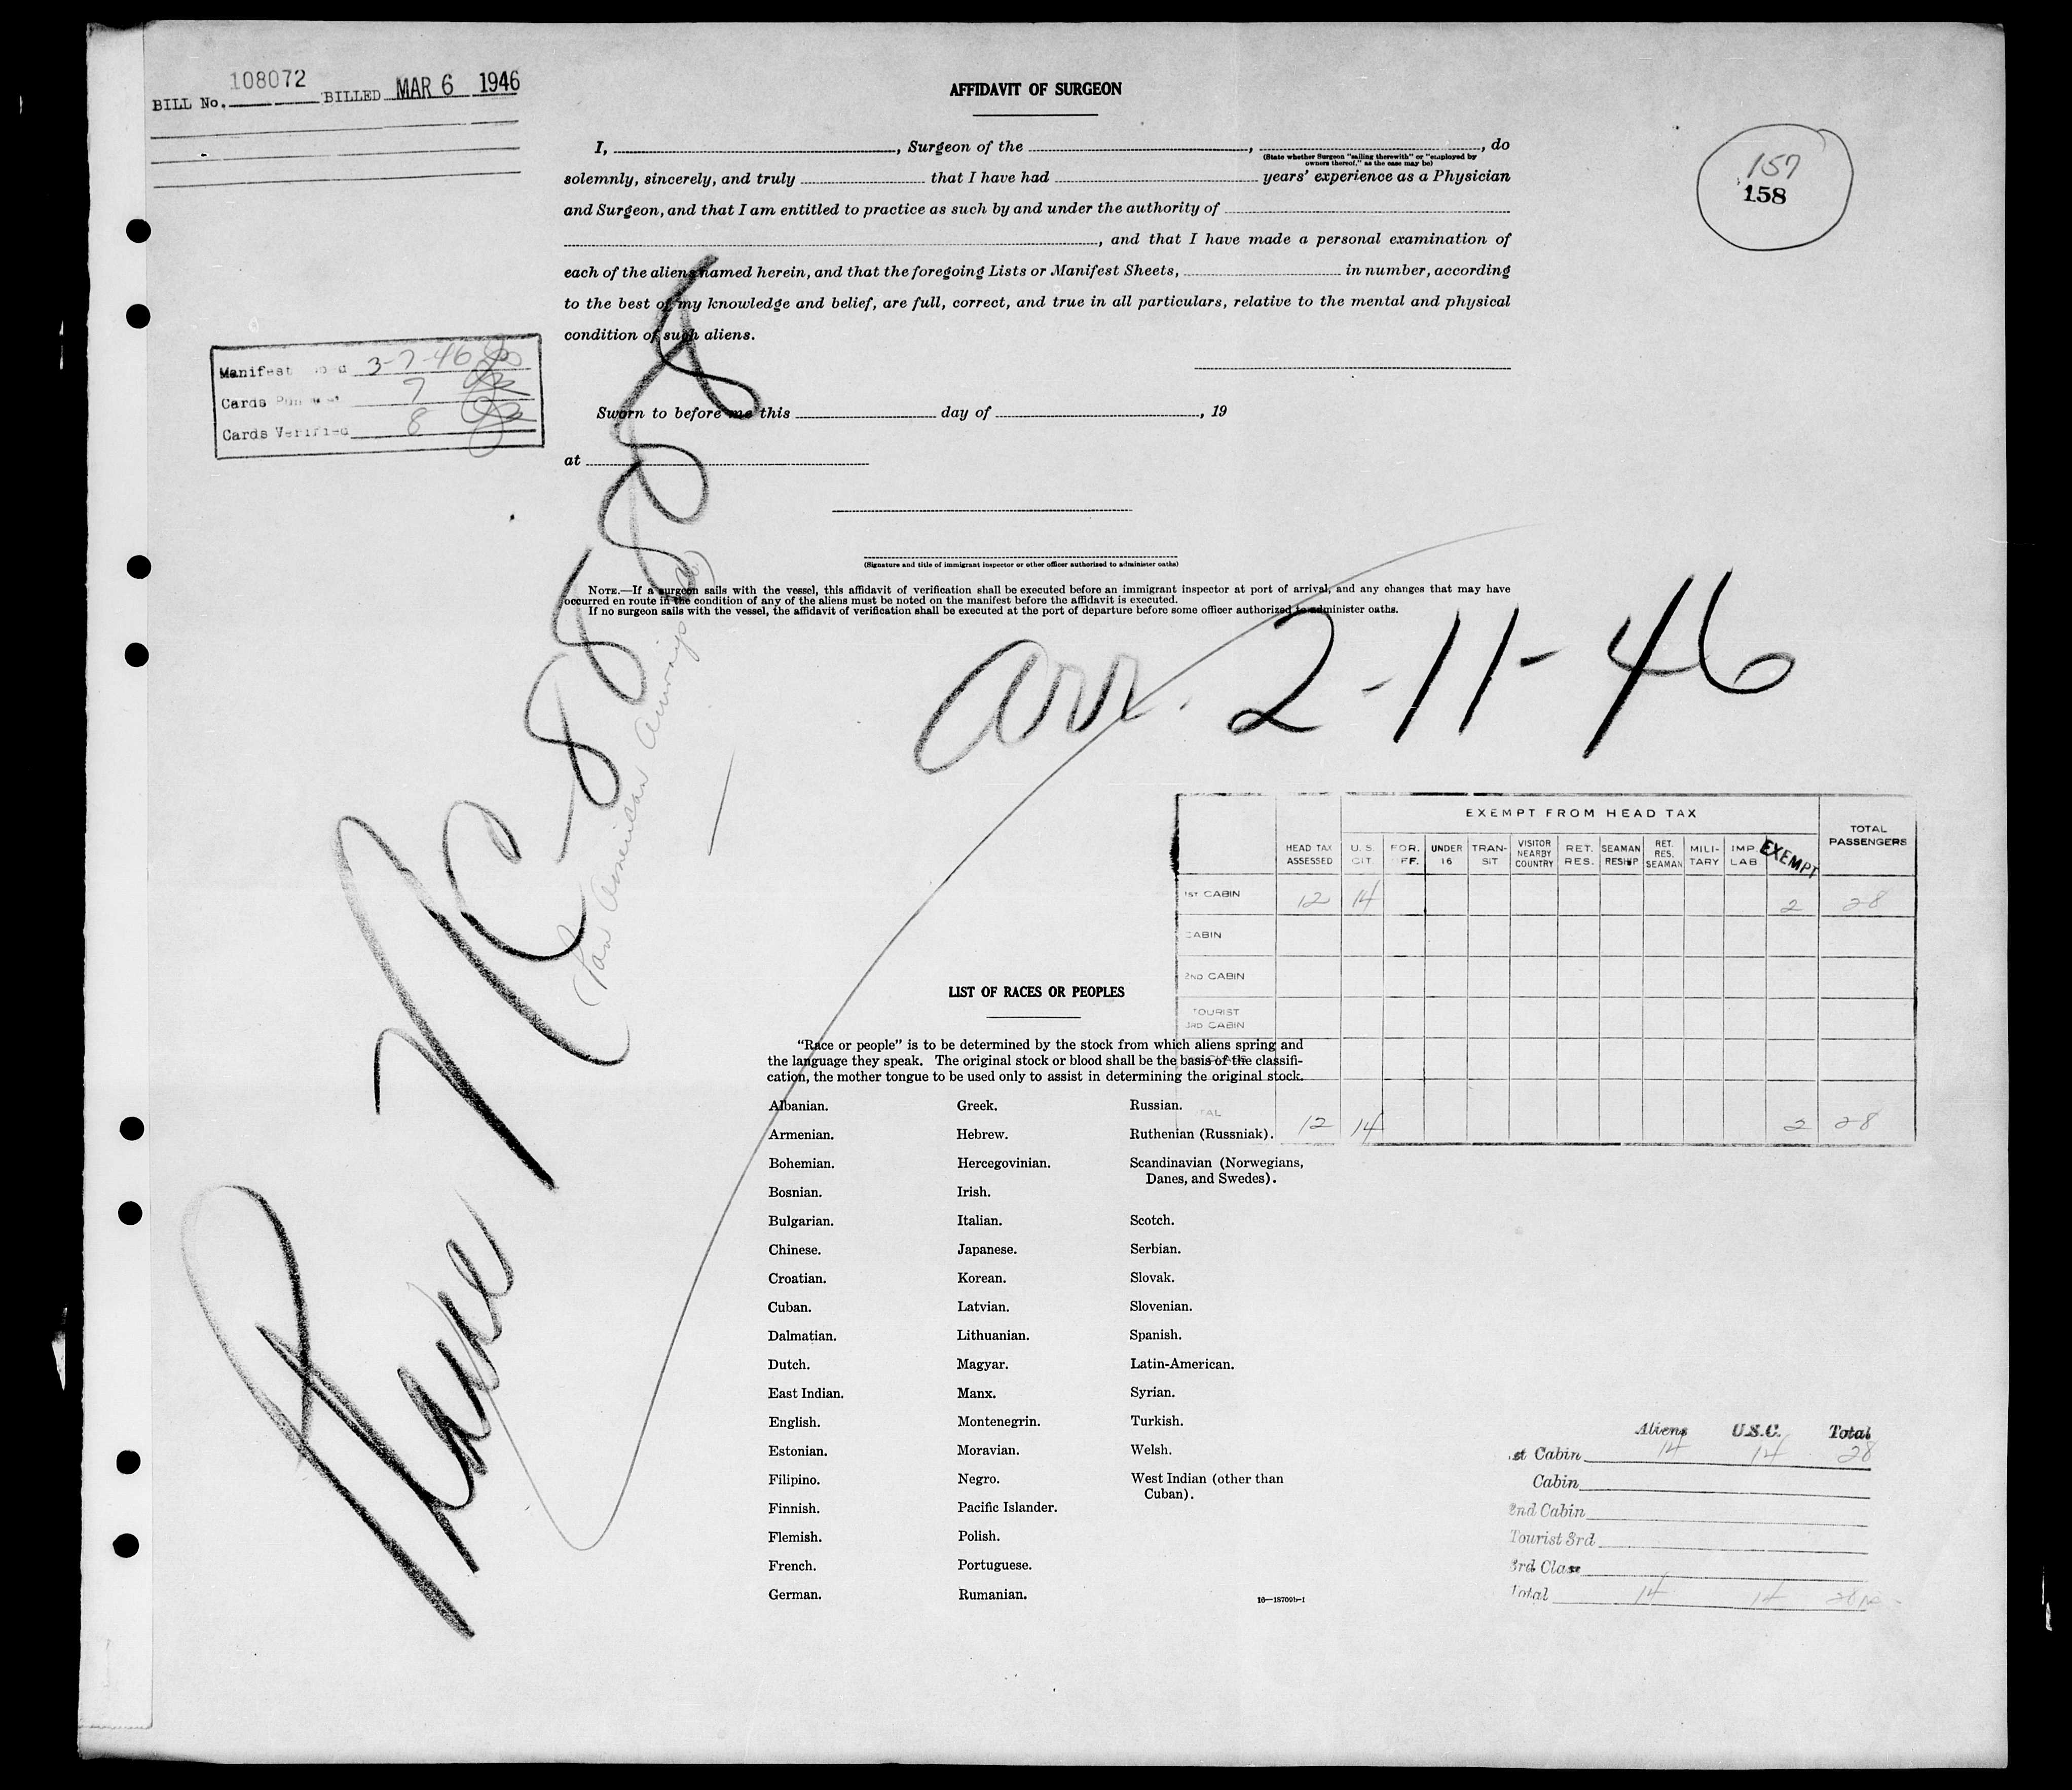 108072
BILL No. BILLED MAR 6 1946
AFFIDAVIT OF SURGEON
I, , Surgeon of the , , do
(State whether Surgeon "sailing therewith" or "employed by
owners thereof," as the case may be)
solemnly, sincerely, and truly that I have had years' experience as a Physician
and Surgeon, and that I am entitled to practice as such by and under the authority of
, and that I have made a personal examination of
each of the aliens named herein, and that the foregoing Lists or Manifest Sheets, in number, according
to the best of my knowledge and belief, are full, correct, and true in all particulars, relative to the mental and physical
condition of such aliens.
157
158
Manifest 3-7-46
Cards 7
Cards Verified 8
Sworn to before me this day of , 19
at
(Signature and title of immigrant inspector or other officer authorized to administer oaths)
NOTE.—If a surgeon sails with the vessel, this affidavit of verification shall be executed before an immigrant inspector at port of arrival, and any changes that may have
occurred en route in the condition of any of the aliens must be noted on the manifest before the affidavit is executed.
If no surgeon sails with the vessel, the affidavit of verification shall be executed at the port of departure before some officer authorized to administer oaths.
Plane NC-88888
(Pan American Airways
arr. 2-11-46
EXEMPT FROM HEAD TAX
HEAD TAX ASSESSED U.S. CIT. FOR. UNDER 16 TRAN-SIT VISITOR NEARBY COUNTRY RET. RES. SEAMAN RESHIP RET. RES. SEAMAN MILI-TARY IMP. LAB EXEMPT TOTAL PASSENGERS
1ST CABIN 12 14 2 28
CABIN
2ND CABIN
TOURIST
3RD CABIN
12 14 2 28
LIST OF RACES OR PEOPLES
"Race or people" is to be determined by the stock from which aliens spring and
the language they speak. The original stock or blood shall be the basis of the classifi-
cation, the mother tongue to be used only to assist in determining the original stock.
Albanian. Greek. Russian.
Armenian. Hebrew. Ruthenian (Russniak).
Bohemian. Hercegovinian. Scandinavian (Norwegians,
Danes, and Swedes).
Bosnian. Irish.
Bulgarian. Italian. Scotch.
Chinese. Japanese. Serbian.
Croatian. Korean. Slovak.
Cuban. Latvian. Slovenian.
Dalmatian. Lithuanian. Spanish.
Dutch. Magyar. Latin-American.
East Indian. Manx. Syrian.
English. Montenegrin. Turkish.
Estonian. Moravian. Welsh.
Filipino. Negro. West Indian (other than
Cuban).
Finnish. Pacific Islander.
Flemish. Polish.
French. Portuguese.
German. Rumanian.
16—18709b-1
Aliens U.S.C. Total
st Cabin 14 14 28
Cabin
2nd Cabin
Tourist 3rd
3rd Class
Total 14 14 28